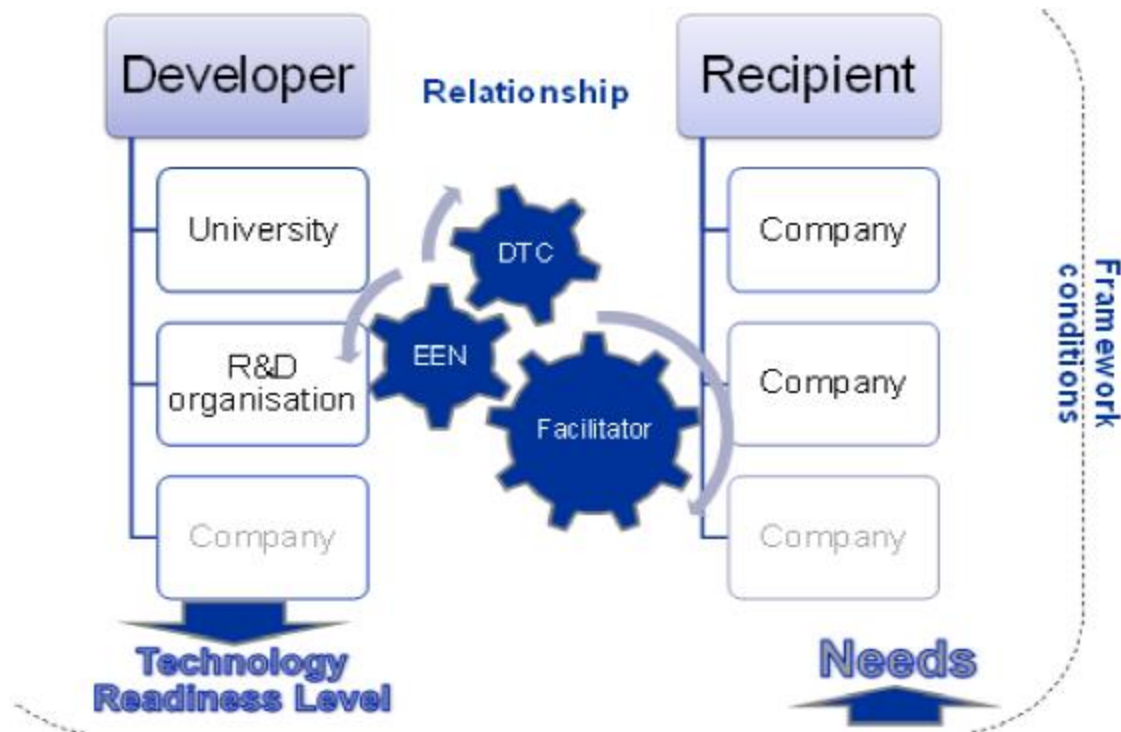 Developer
Relationship
Recipient
University
R&D
organisation
Company
DTC
EEN
Facilitator
Company
Company
Company
Framework
conditions
Technology
Readiness Level
Needs